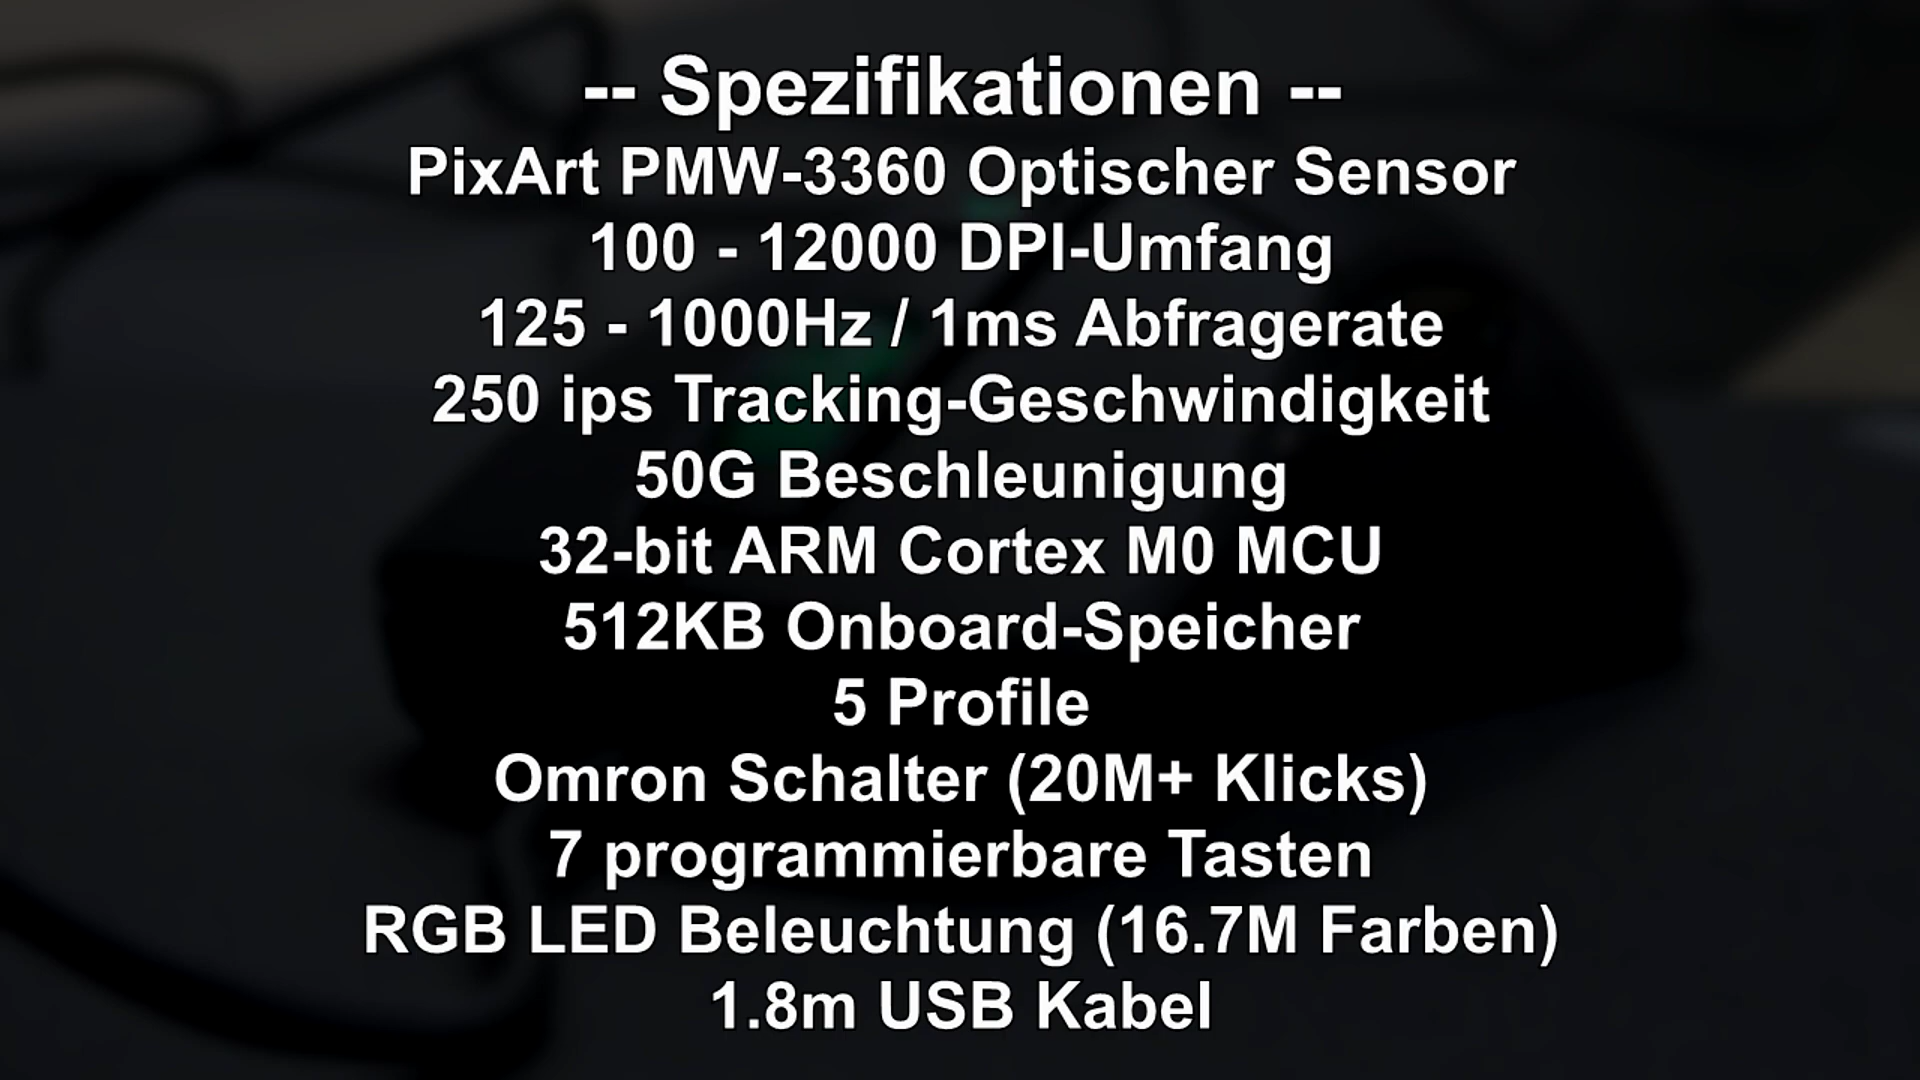 -- Spezifikationen --
PixArt PMW-3360 Optischer Sensor
100 - 12000 DPI-Umfang
125 - 1000Hz / 1ms Abfragerate
250 ips Tracking-Geschwindigkeit
50G Beschleunigung
32-bit ARM Cortex M0 MCU
512KB Onboard-Speicher
5 Profile
Omron Schalter (20M+ Klicks)
7 programmierbare Tasten
RGB LED Beleuchtung (16.7M Farben)
1.8m USB Kabel